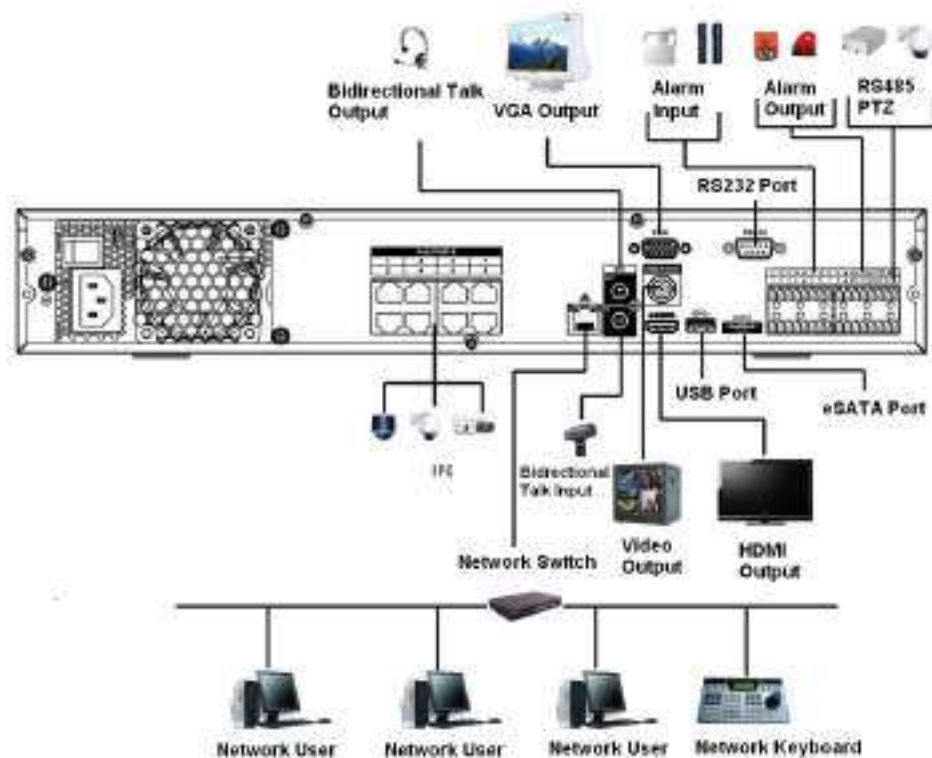 Bidirectional Talk
Output
VGA Output
Alarm
Input
Alarm
Output
RS485
PTZ
RS232 Port
USB Port
eSATA Port
IPC
Bidirectional
Talk Input
Network Switch
Video
Output
HDMI
Output
Network User
Network User
Network User
Network Keyboard